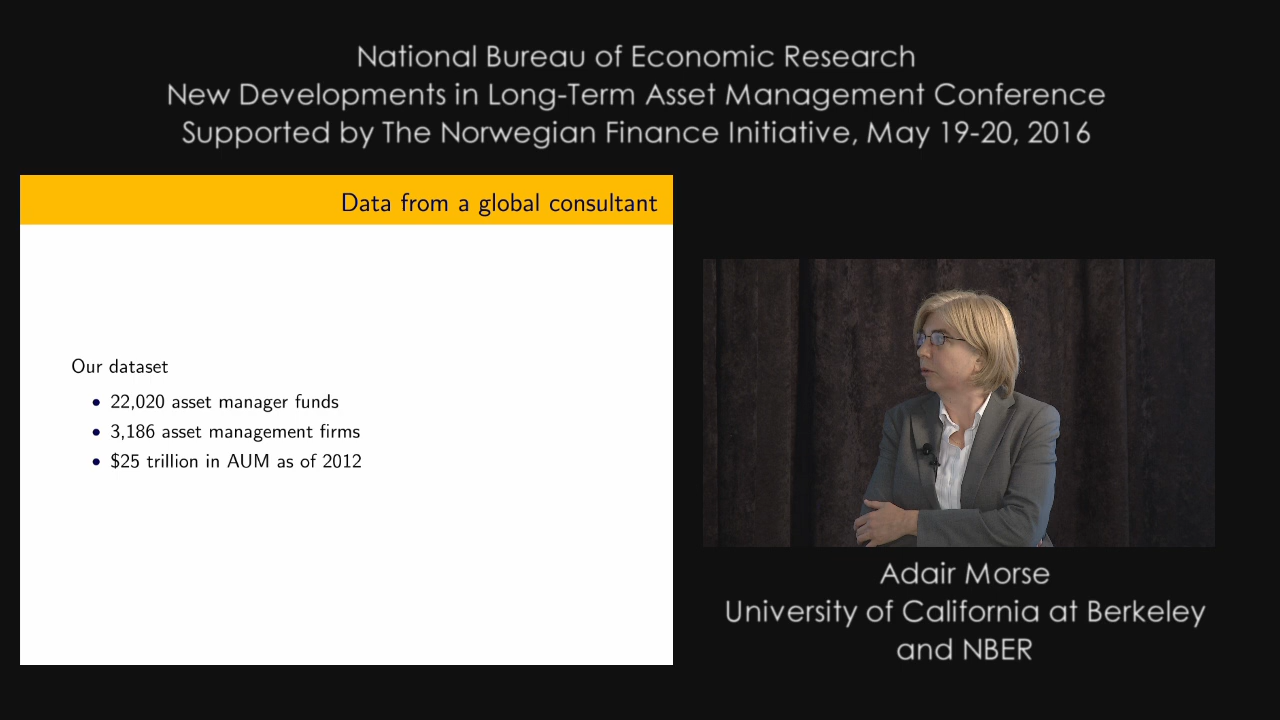 National Bureau of Economic Research
New Developments in Long-Term Asset Management Conference
Supported by The Norwegian Finance Initiative, May 19-20, 2016
Data from a global consultant
Our dataset
• 22,020 asset manager funds
• 3,186 asset management firms
• $25 trillion in AUM as of 2012
Adair Morse
University of California at Berkeley
and NBER